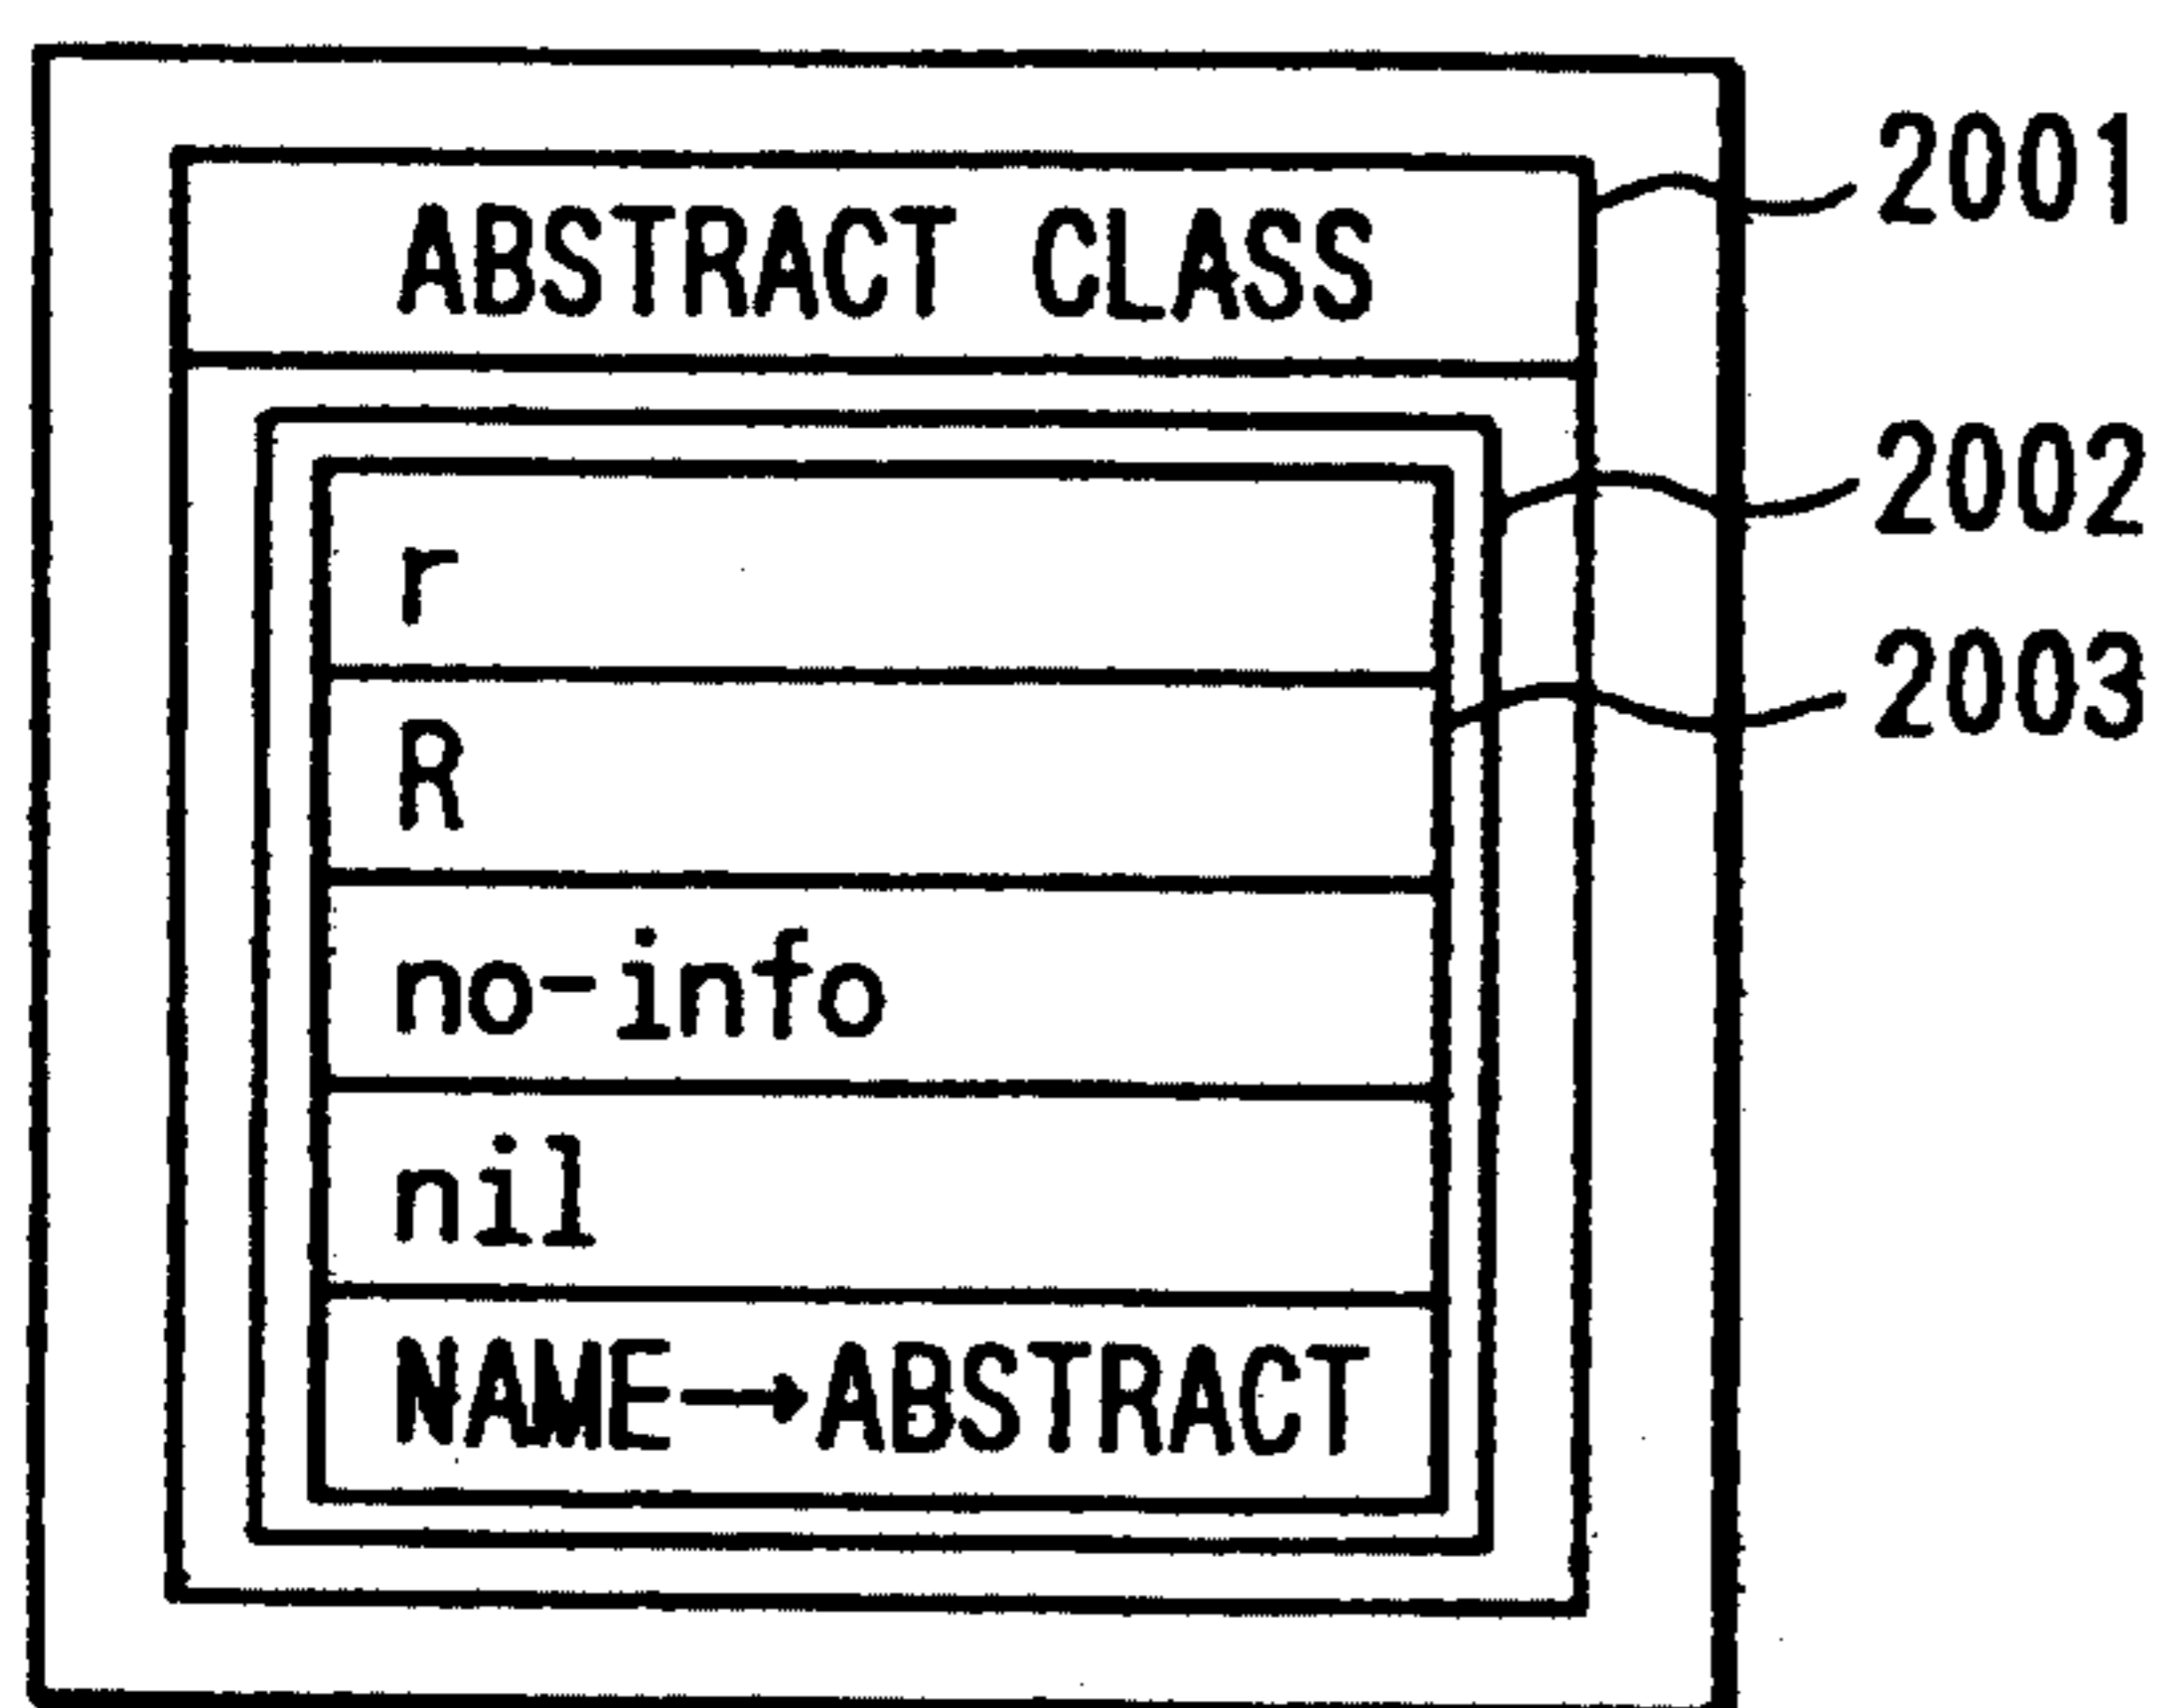 ABSTRACT CLASS
2001
2002
r
2003
R
no-info
nil
NAME→ABSTRACT